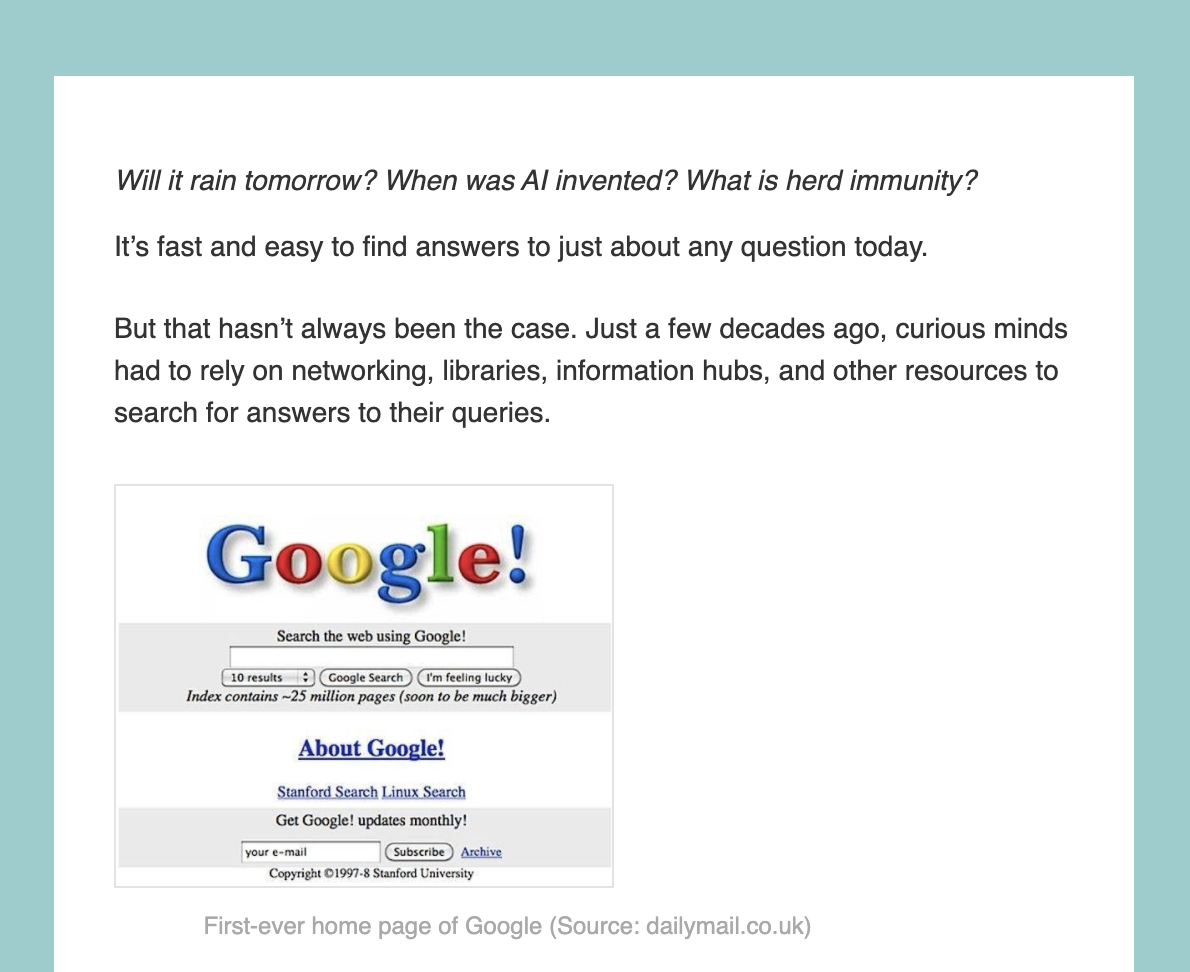 Will it rain tomorrow? When was AI invented? What is herd immunity?
It’s fast and easy to find answers to just about any question today.
But that hasn’t always been the case. Just a few decades ago, curious minds
had to rely on networking, libraries, information hubs, and other resources to
search for answers to their queries.
Google!
Search the web using Google!
10 results Google Search I'm feeling lucky
Index contains ~25 million pages (soon to be much bigger)
About Google!
Stanford Search Linux Search
Get Google! updates monthly!
your e-mail Subscribe Archive
Copyright ©1997-8 Stanford University
First-ever home page of Google (Source: dailymail.co.uk)